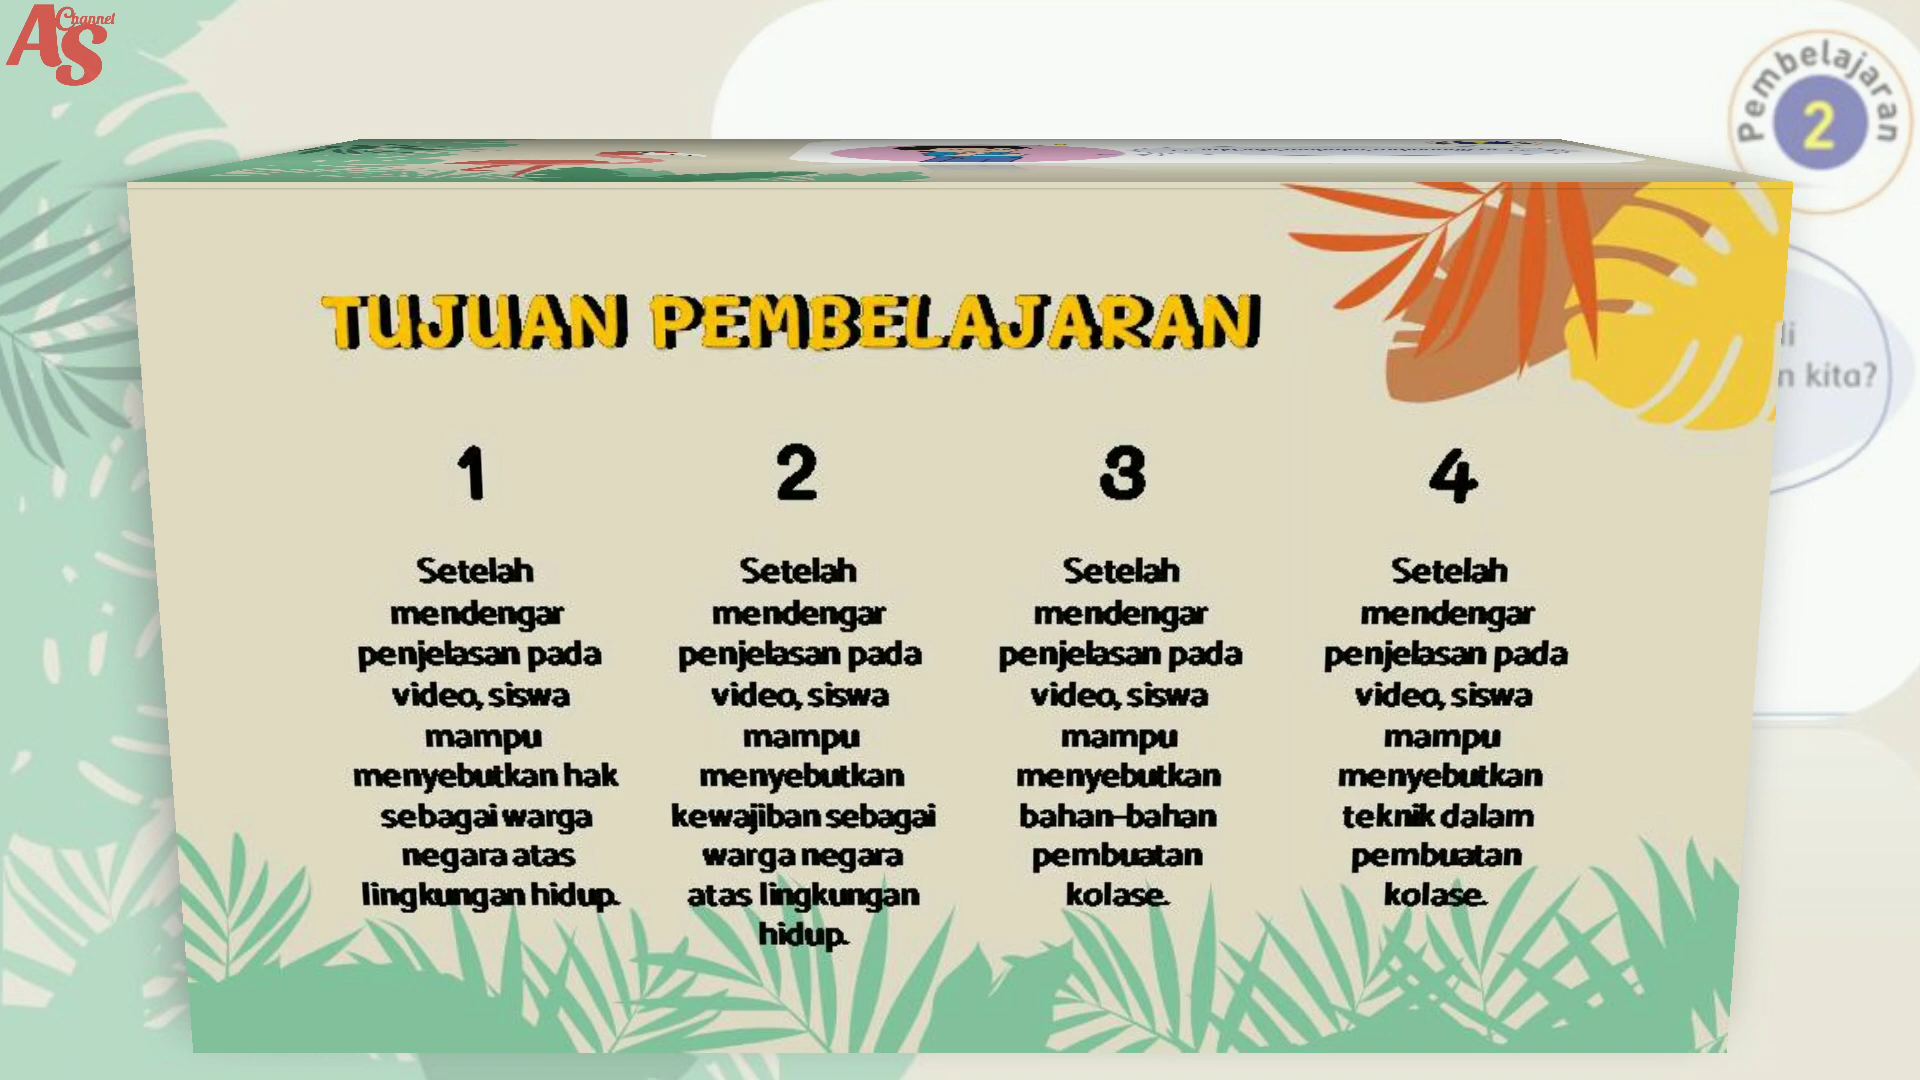 AS Channel
Pembelajaran
2
li
n kita?
TUJUAN PEMBELAJARAN
1
Setelah
mendengar
penjelasan pada
video, siswa
mampu
menyebutkan hak
sebagai warga
negara atas
lingkungan hidup.
2
Setelah
mendengar
penjelasan pada
video, siswa
mampu
menyebutkan
kewajiban sebagai
warga negara
atas lingkungan
hidup.
3
Setelah
mendengar
penjelasan pada
video, siswa
mampu
menyebutkan
bahan-bahan
pembuatan
kolase.
4
Setelah
mendengar
penjelasan pada
video, siswa
mampu
menyebutkan
teknik dalam
pembuatan
kolase.